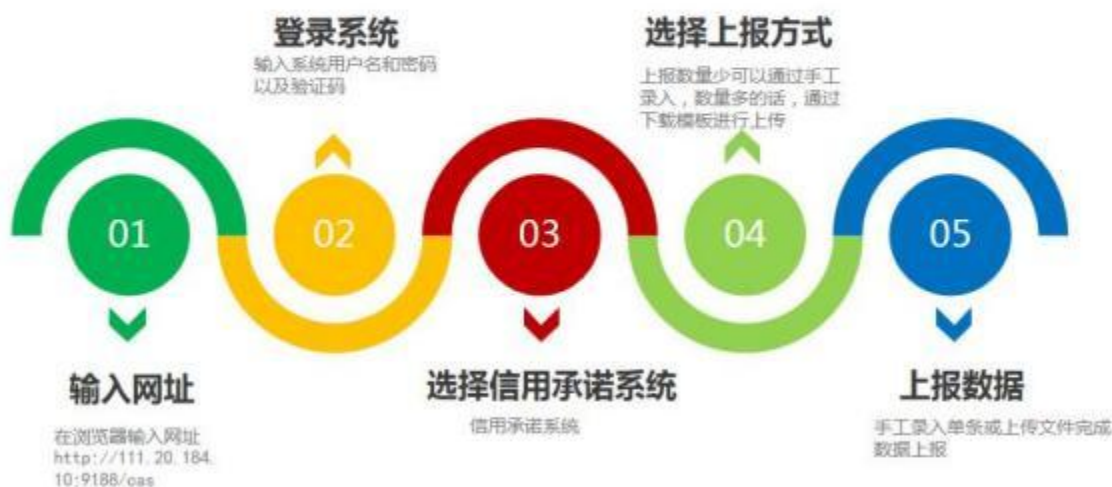 01
输入网址
在浏览器输入网址
http://111.20.184.
10:9188/cas
登录系统
输入系统用户名和密码
以及验证码
02
03
选择信用承诺系统
信用承诺系统
选择上报方式
上报数量少可以通过手工
录入，数量多的话，通过
下载模板进行上传
04
05
上报数据
手工录入单条或上传文件完成
数据上报